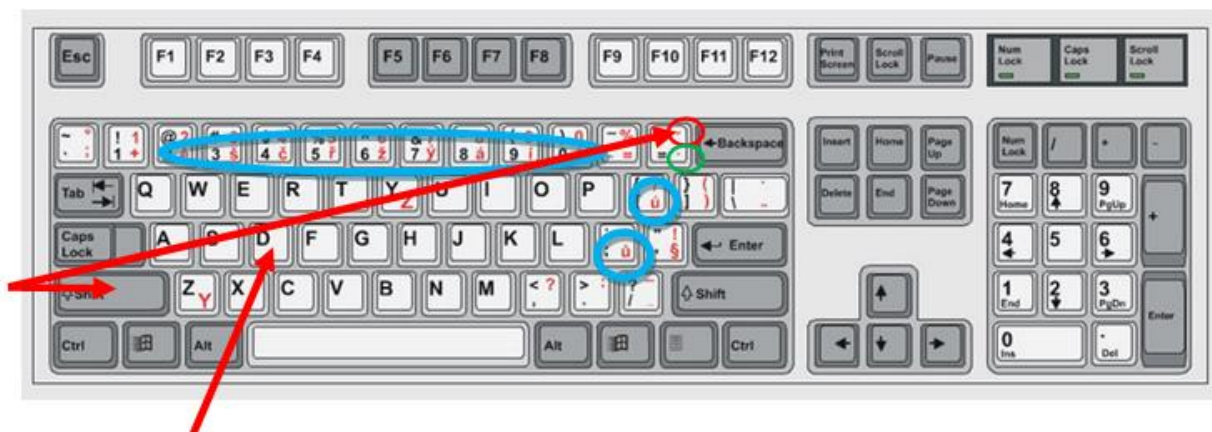 Esc F1 F2 F3 F4 F5 F6 F7 F8 F9 F10 F11 F12 Print Screen Scroll Lock Pause Num Lock Caps Lock Scroll Lock
~ ° ` ; ! 1 1 + @ 2 3 š 4 č 5 ř 6 ž & 7 ý 8 á 9 í ) 0 % = = Backspace Insert Home Page Up Num Lock / * -
Tab Q W E R T Y Z U I O P [ ú } ( ] ) | \ Delete End Page Down 7 Home 8 9 PgUp +
Caps Lock A S D F G H J K L ů " ! § Enter 4 5 6
Shift Z Y X C V B N M < ? , > : . ? / Shift 1 End 2 3 PgDn Enter
Ctrl Alt Alt Ctrl 0 Ins . Del